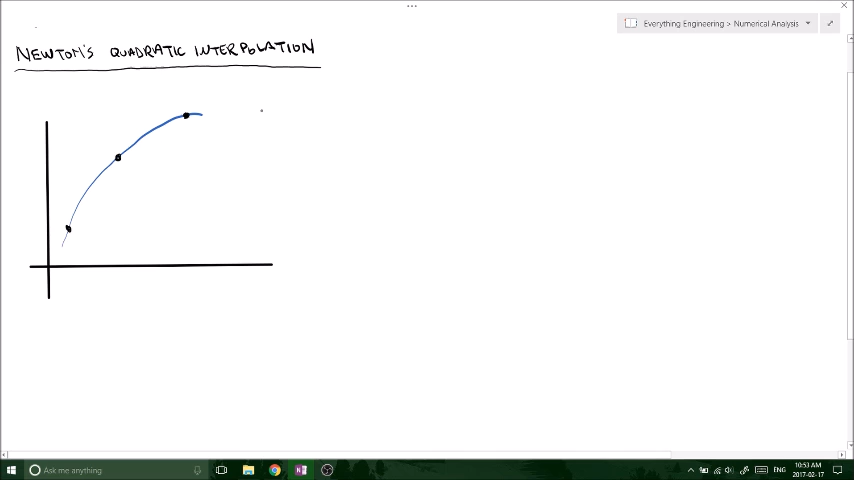 Everything Engineering > Numerical Analysis
NEWTON'S QUADRATIC INTERPOLATION
Ask me anything
ENG
10:53 AM
2017-02-17